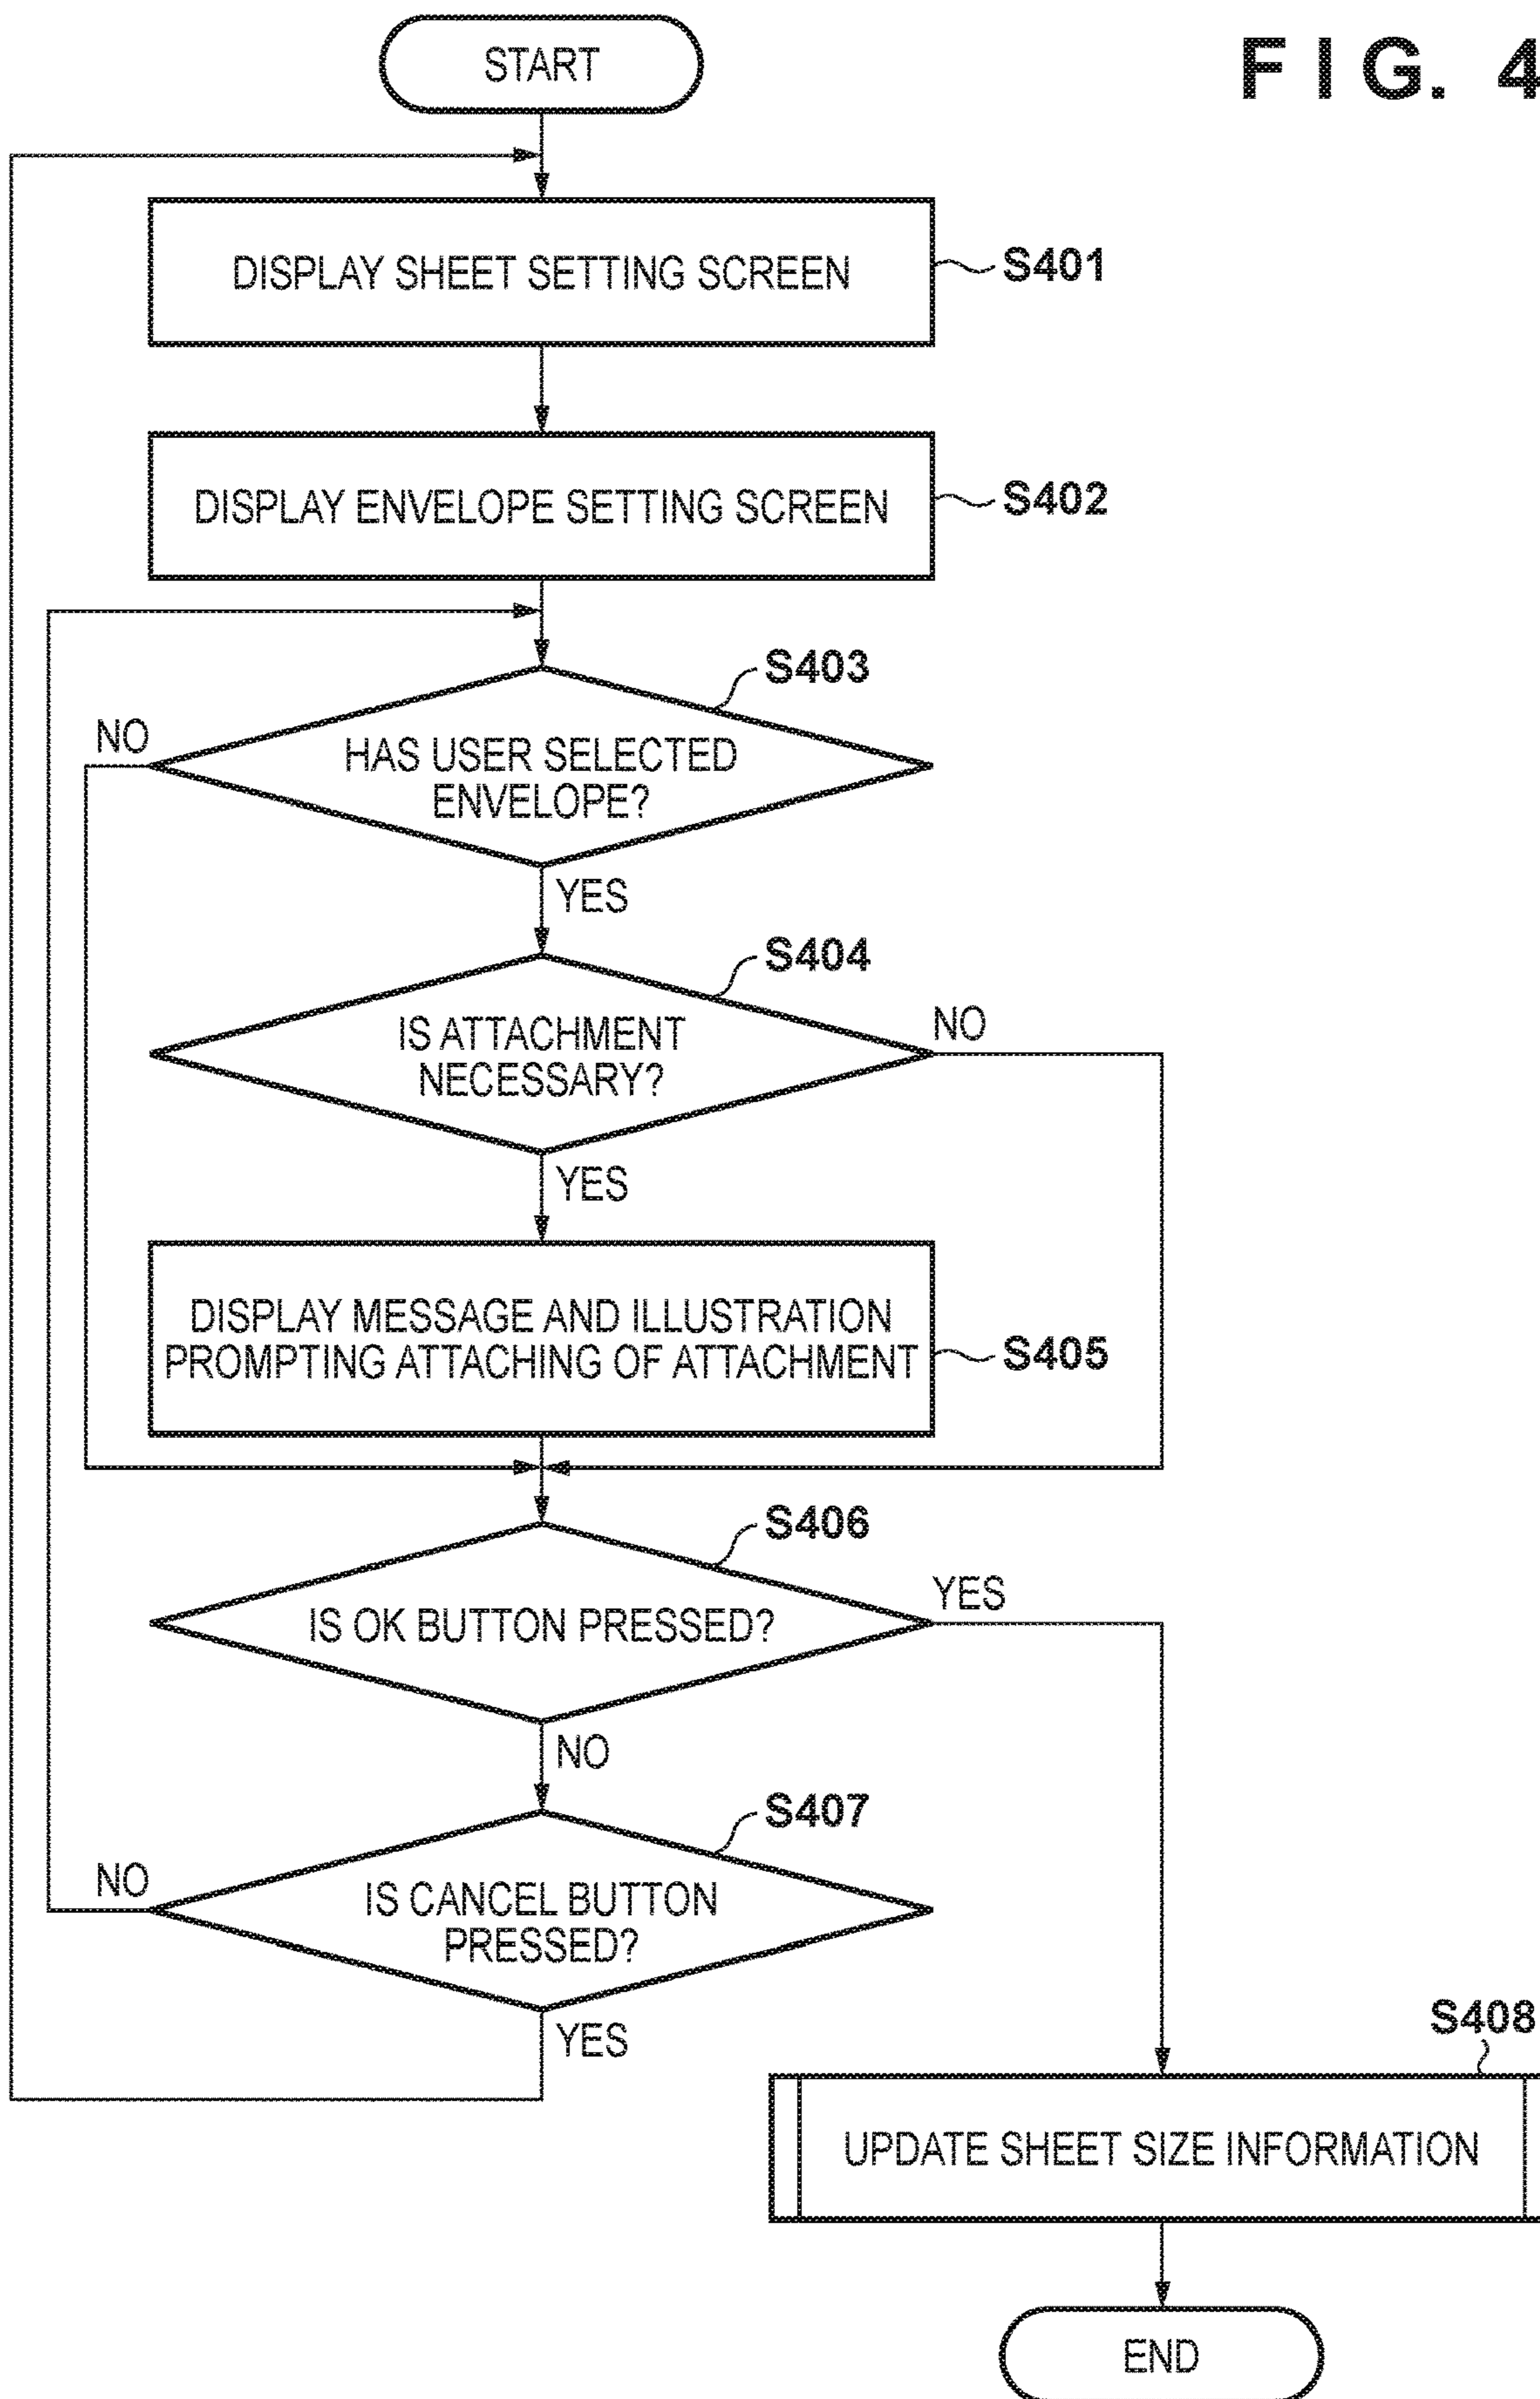 FIG. 4
START
DISPLAY SHEET SETTING SCREEN
S401
DISPLAY ENVELOPE SETTING SCREEN
S402
S403
NO
HAS USER SELECTED
ENVELOPE?
YES
S404
NO
IS ATTACHMENT
NECESSARY?
YES
DISPLAY MESSAGE AND ILLUSTRATION
PROMPTING ATTACHING OF ATTACHMENT
S405
S406
YES
IS OK BUTTON PRESSED?
NO
S407
NO
IS CANCEL BUTTON
PRESSED?
YES
S408
UPDATE SHEET SIZE INFORMATION
END